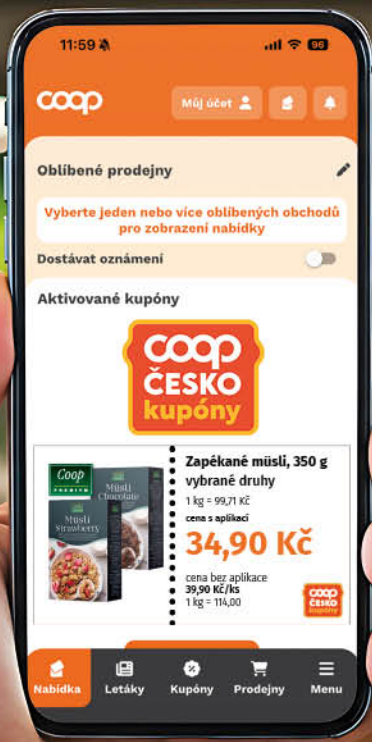 11:59
96
coop
Můj účet
Oblíbené prodejny
Vyberte jeden nebo více oblíbených obchodů
pro zobrazení nabídky
Dostávat oznámení
Aktivované kupóny
coop
ČESKO
kupóny
Coop
PREMIUM
Müsli
Chocolate
Müsli
Strawberry
Zapékané müsli, 350 g
vybrané druhy
1 kg = 99,71 Kč
cena s aplikací
34,90 Kč
cena bez aplikace
39,90 Kč/ks
1 kg = 114,00
coop
ČESKO
kupóny
Nabídka
Letáky
Kupóny
Prodejny
Menu